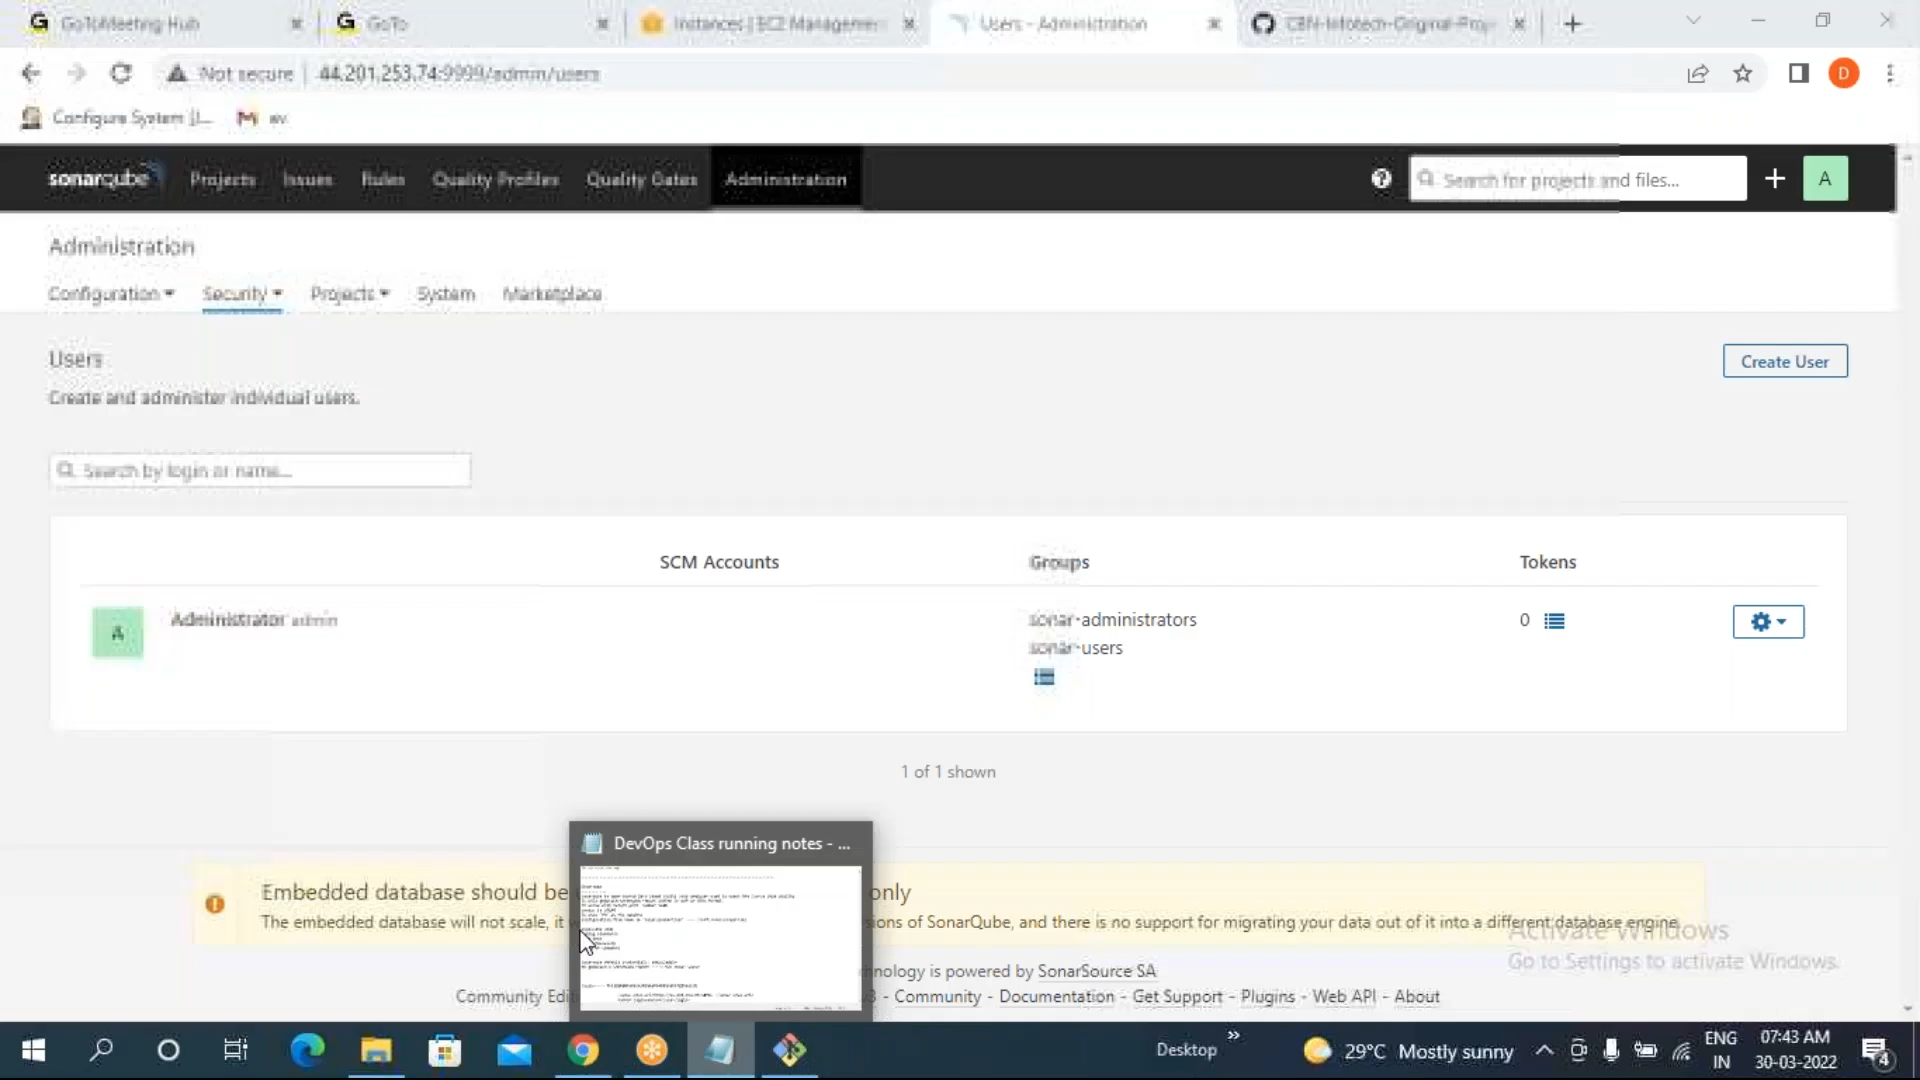 GoToMeeting Hub
GoTo
Instances | EC2 Managemen
Users - Administration
CBN-Infotech-Original-Proj
Not secure
44.201.253.74:9999/admin/users
Configure System [J...
av
sonarqube
Projects
Issues
Rules
Quality Profiles
Quality Gates
Administration
Search for projects and files...
A
D
Administration
Configuration
Security
Projects
System
Marketplace
Users
Create User
Create and administer individual users.
Search by login or name...
SCM Accounts
Groups
Tokens
A
Administrator admin
sonar-administrators
0
sonar-users
1 of 1 shown
DevOps Class running notes - ...
Embedded database should be
only
The embedded database will not scale, it
sions of SonarQube, and there is no support for migrating your data out of it into a different database engine.
Activate Windows
Go to Settings to activate Windows.
nology is powered by SonarSource SA
Community Edi
- Community - Documentation - Get Support - Plugins - Web API - About
Desktop
29°C Mostly sunny
ENG
IN
07:43 AM
30-03-2022
4